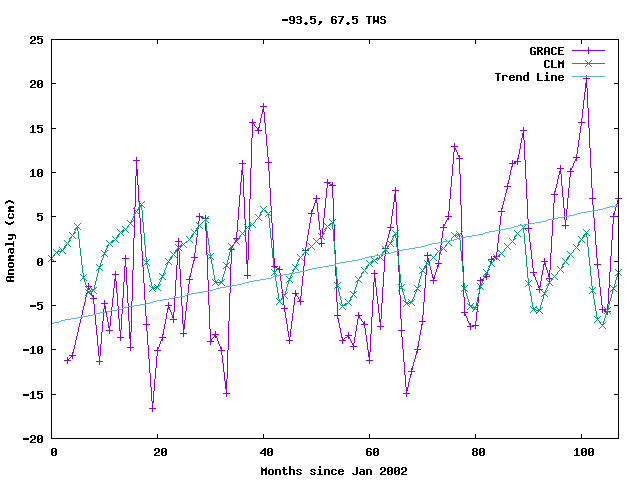 -93.5, 67.5 TWS
GRACE
CLM
Trend Line
Anomaly (cm)
25
20
15
10
5
0
-5
-10
-15
-20
0 20 40 60 80 100
Months since Jan 2002